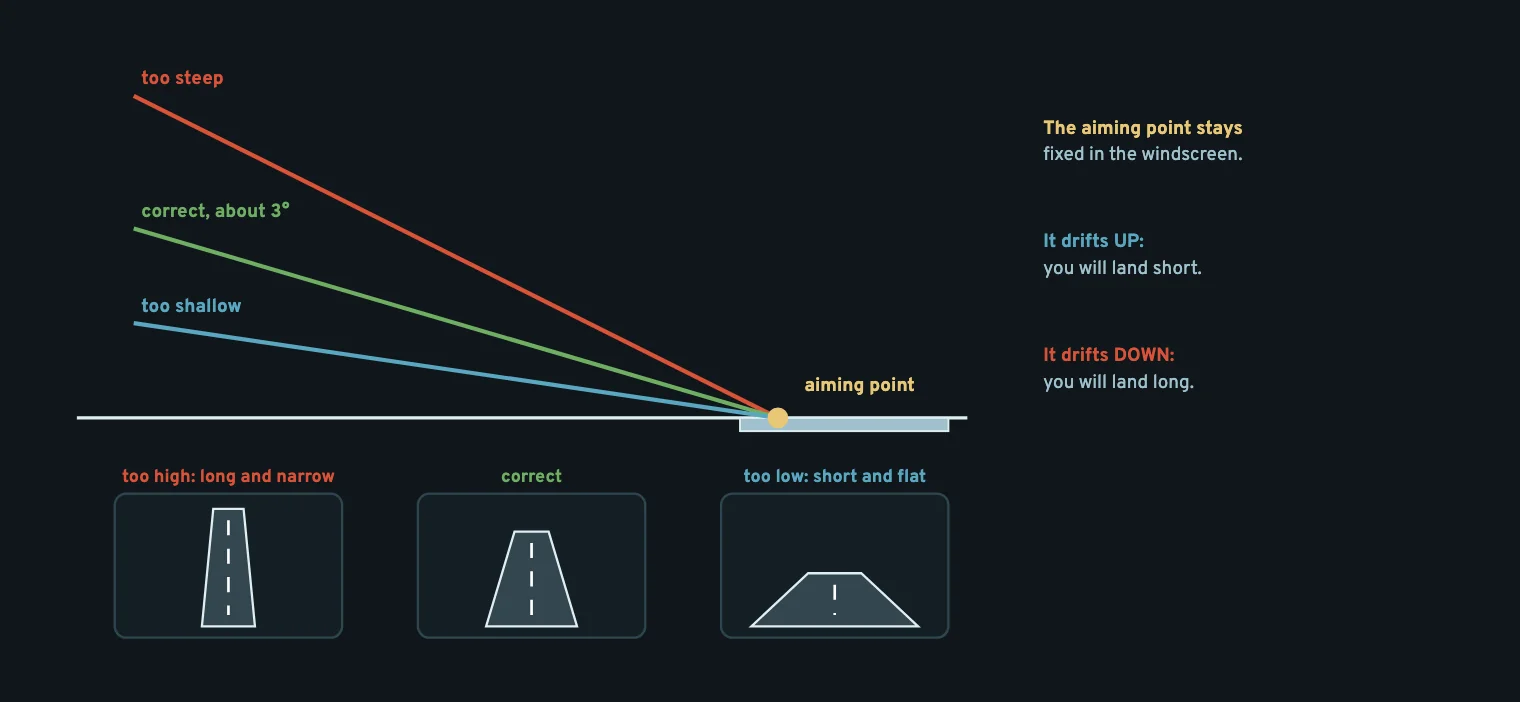 too steep
correct, about 3°
too shallow
aiming point
The aiming point stays
fixed in the windscreen.
It drifts UP:
you will land short.
It drifts DOWN:
you will land long.
too high: long and narrow
correct
too low: short and flat